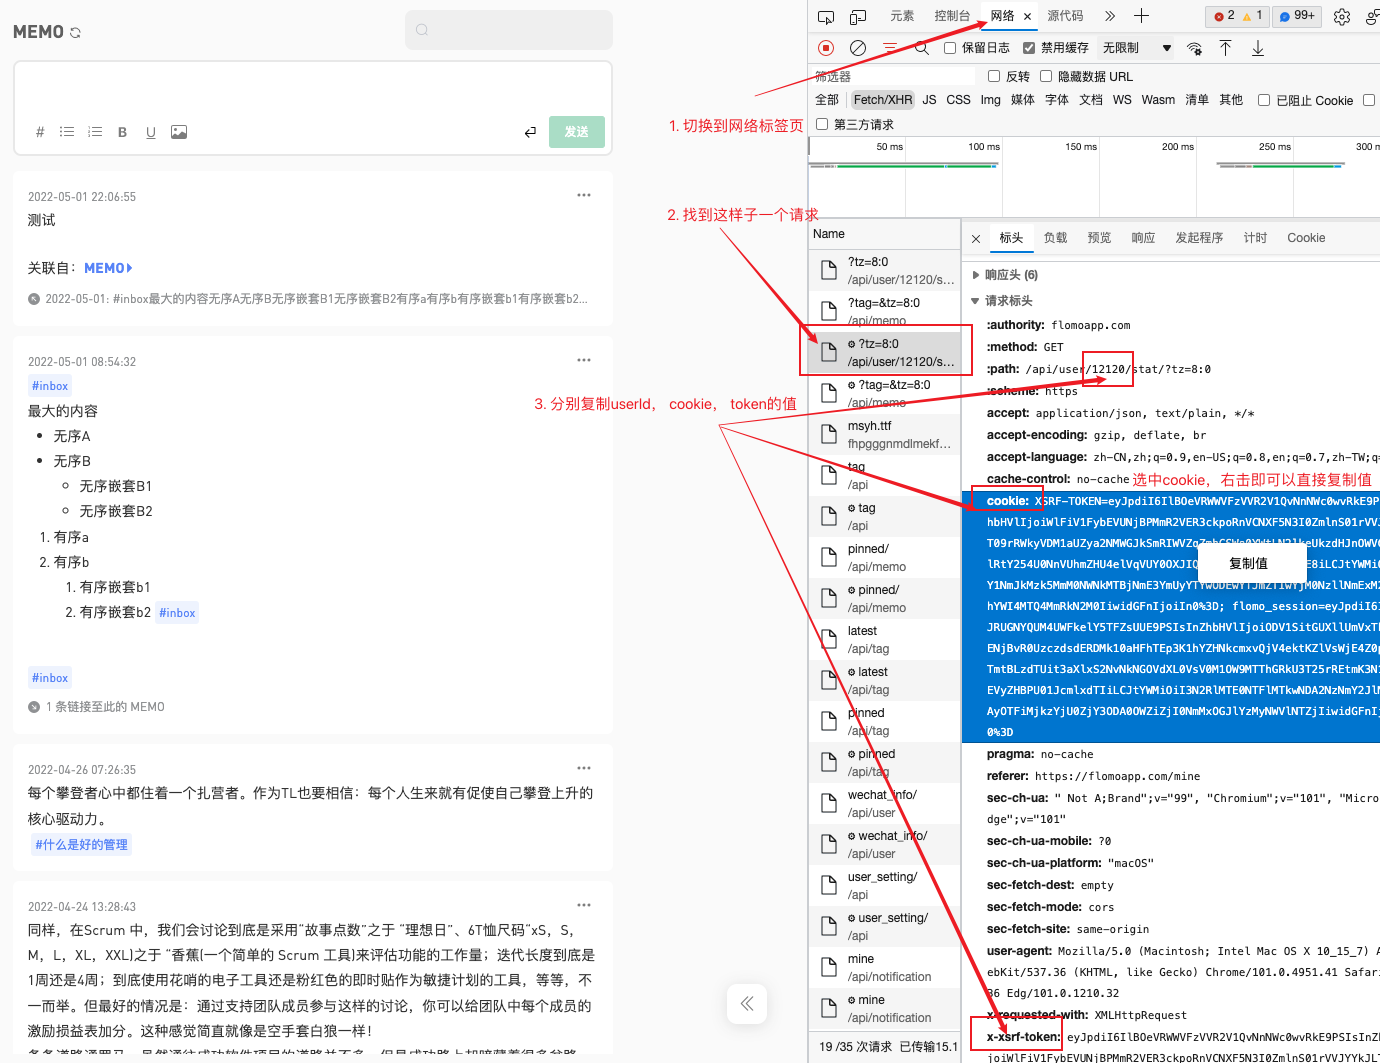 MEMO
# B U 发送
2022-05-01 22:06:55
测试
关联自：MEMO
2022-05-01: #inbox最大的内容无序A无序B无序嵌套B1无序嵌套B2有序a有序b有序嵌套b1有序嵌套b2...
2022-05-01 08:54:32
#inbox
最大的内容
无序A
无序B
无序嵌套B1
无序嵌套B2
1. 有序a
2. 有序b
1. 有序嵌套b1
2. 有序嵌套b2 #inbox
#inbox
1 条链接至此的 MEMO
2022-04-26 07:26:35
每个攀登者心中都住着一个扎营者。作为TL也要相信：每个人生来就有促使自己攀登上升的
核心驱动力。
#什么是好的管理
2022-04-24 13:28:43
同样，在Scrum 中，我们会讨论到底是采用“故事点数”之于 “理想日”、6T恤尺码”xS，S，
M，L，XL，XXL)之于 “香蕉(一个简单的 Scrum 工具)来评估功能的工作量；迭代长度到底是
1周还是4周；到底使用花哨的电子工具还是粉红色的即时贴作为敏捷计划的工具，等等，不
一而举。但最好的情况是：通过支持团队成员参与这样的讨论，你可以给团队中每个成员的
激励损益表加分。这种感觉简直就像是空手套白狼一样！
1. 切换到网络标签页
2. 找到这样子一个请求
3. 分别复制userId， cookie， token的值
元素 控制台 网络 源代码 2 1 99+
保留日志 禁用缓存 无限制
筛选器 反转 隐藏数据 URL
全部 Fetch/XHR JS CSS Img 媒体 字体 文档 WS Wasm 清单 其他 已阻止 Cookie
第三方请求
50 ms 100 ms 150 ms 200 ms 250 ms 300 m
Name
?tz=8:0
/api/user/12120/s...
?tag=&tz=8:0
/api/memo
?tz=8:0
/api/user/12120/s...
?tag=&tz=8:0
/api/memo
msyh.ttf
fhpgggnmdlmekf...
tag
/api
tag
/api
pinned/
/api/memo
pinned/
/api/memo
latest
/api/tag
latest
/api/tag
pinned
/api/tag
pinned
/api/tag
wechat_info/
/api/user
wechat_info/
/api/user
user_setting/
/api
user_setting/
/api
mine
/api/notification
mine
/api/notification
19 /35 次请求 已传输15.1
标头 负载 预览 响应 发起程序 计时 Cookie
响应头 (6)
请求标头
:authority: flomoapp.com
:method: GET
:path: /api/user/12120/stat/?tz=8:0
:scheme: https
accept: application/json, text/plain, */*
accept-encoding: gzip, deflate, br
accept-language: zh-CN,zh;q=0.9,en-US;q=0.8,en;q=0.7,zh-TW;q=
cache-control: no-cache
选中cookie，右击即可以直接复制值
cookie:
复制值
pragma: no-cache
referer: https://flomoapp.com/mine
sec-ch-ua: " Not A;Brand";v="99", "Chromium";v="101", "Micro
dge";v="101"
sec-ch-ua-mobile: ?0
sec-ch-ua-platform: "macOS"
sec-fetch-dest: empty
sec-fetch-mode: cors
sec-fetch-site: same-origin
user-agent: Mozilla/5.0 (Macintosh; Intel Mac OS X 10_15_7) A
ebKit/537.36 (KHTML, like Gecko) Chrome/101.0.4951.41 Safar
36 Edg/101.0.1210.32
x-requested-with: XMLHttpRequest
x-xsrf-token: